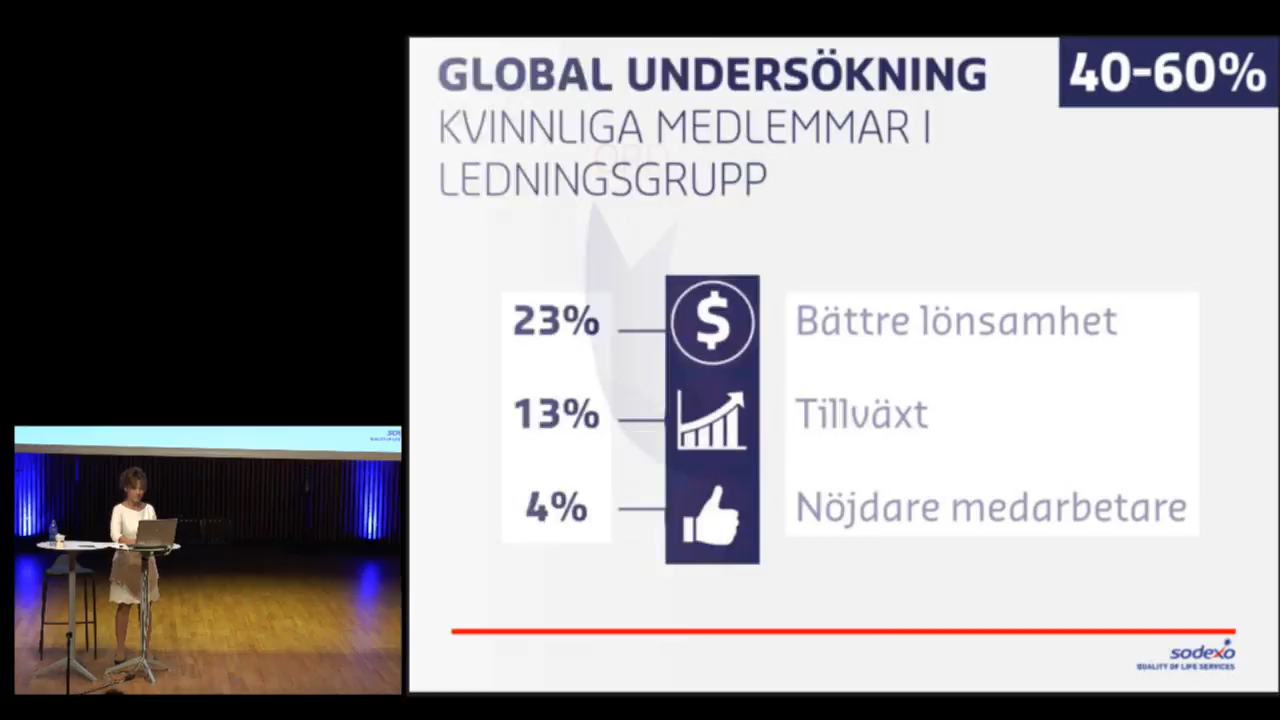 GLOBAL UNDERSÖKNING
40-60%
KVINNLIGA MEDLEMMAR I
LEDNINGSGRUPP
23%
$
Bättre lönsamhet
13%
Tillväxt
4%
Nöjdare medarbetare
sodexo
QUALITY OF LIFE SERVICES